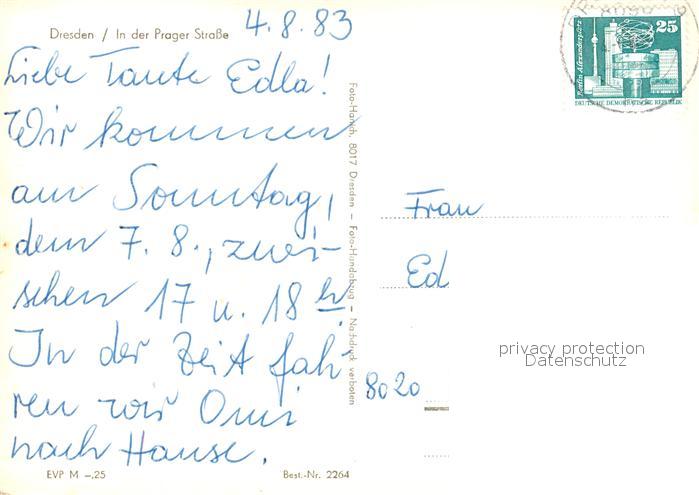 Dresden / In der Prager Straße
4.8.83
Liebe Tante Edla!
Wir kommen
am Sonntag,
dem 7.8., zwi-
schen 17 u. 18 h
In der Zeit fah-
ren wir Omi
nach Hause.
EVP M –,25
Best.-Nr. 2264
Foto-Hanich, 8017 Dresden – Foto-Handabzug – Nachdruck verboten
Berlin-Alexanderplatz
25
DEUTSCHE DEMOKRATISCHE REPUBLIK
Frau
Ed
8020
privacy protection
Datenschutz